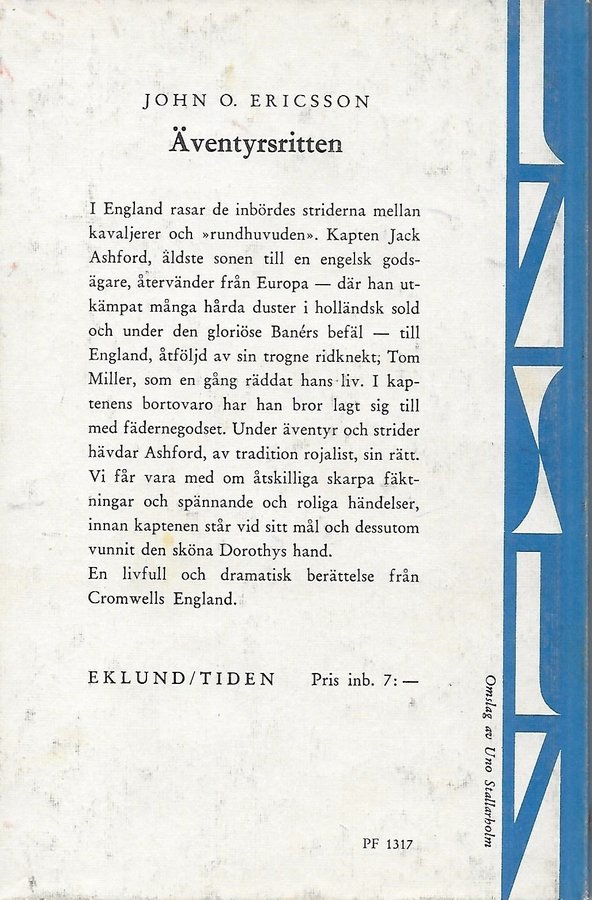 JOHN O. ERICSSON
Äventyrsritten
I England rasar de inbördes striderna mellan
kavaljerer och »rundhuvuden». Kapten Jack
Ashford, äldste sonen till en engelsk gods-
ägare, återvänder från Europa — där han ut-
kämpat många hårda duster i holländsk sold
och under den gloriöse Banérs befäl — till
England, åtföljd av sin trogne ridknekt, Tom
Miller, som en gång räddat hans liv. I kap-
tenens bortovaro har han bror lagt sig till
med fädernegodset. Under äventyr och strider
hävdar Ashford, av tradition rojalist, sin rätt.
Vi får vara med om åtskilliga skarpa fäkt-
ningar och spännande och roliga händelser,
innan kaptenen står vid sitt mål och dessutom
vunnit den sköna Dorothys hand.
En livfull och dramatisk berättelse från
Cromwells England.
EKLUND/TIDEN Pris inb. 7: —
Omslag av Uno Stallarholm
PF 1317